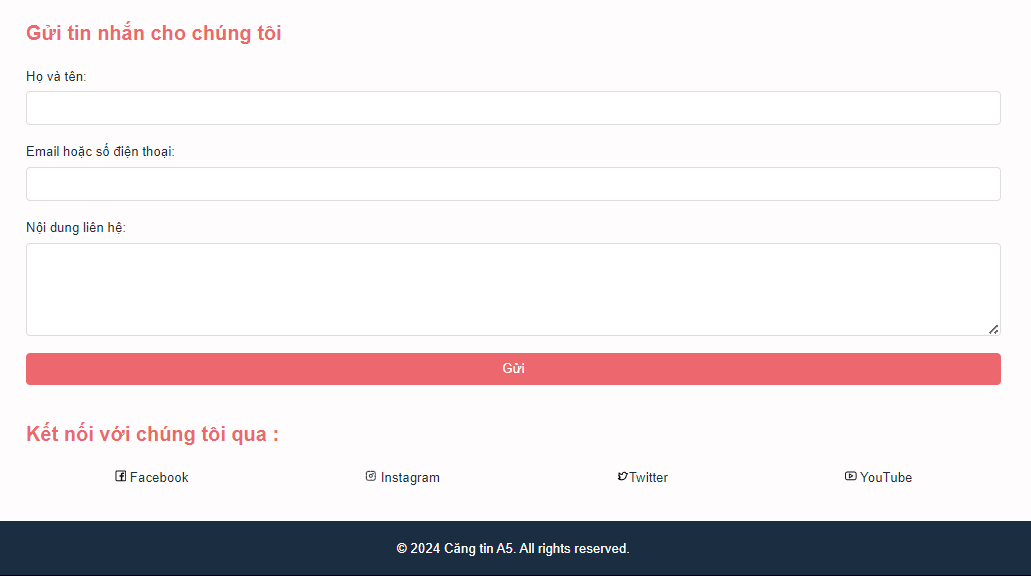 Gửi tin nhắn cho chúng tôi
Họ và tên:
Email hoặc số điện thoại:
Nội dung liên hệ:
Gửi
Kết nối với chúng tôi qua :
Facebook Instagram Twitter YouTube
© 2024 Căng tin A5. All rights reserved.